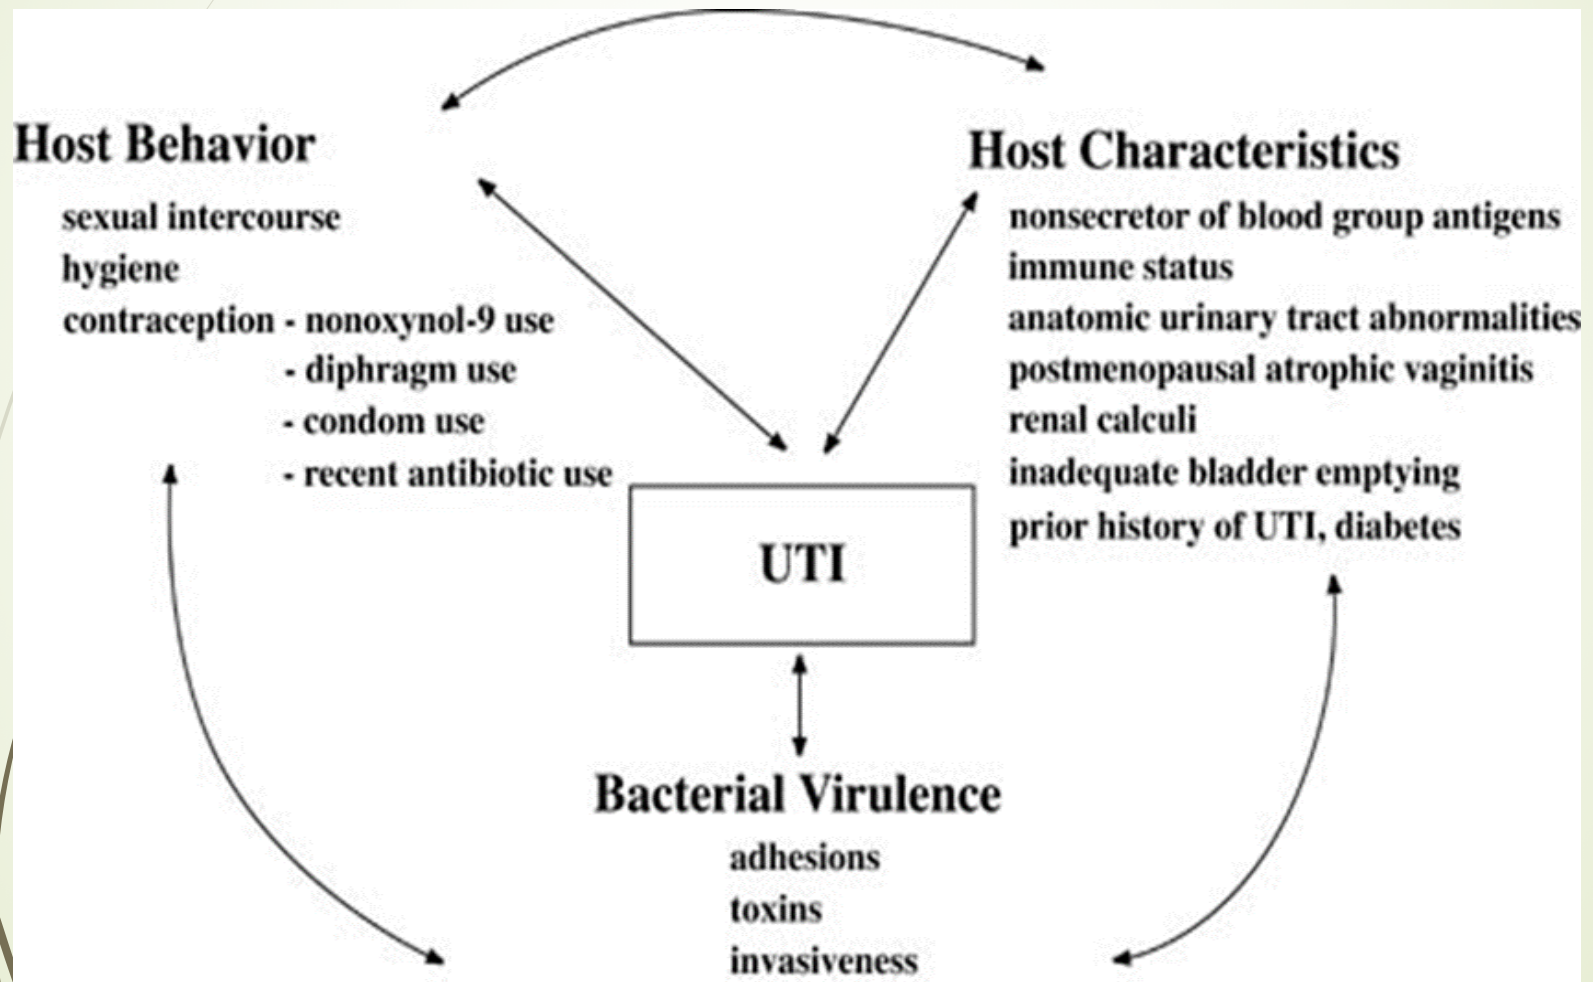 Host Behavior
sexual intercourse
hygiene
contraception - nonoxynol-9 use
- diphragm use
- condom use
- recent antibiotic use
Host Characteristics
nonsecretor of blood group antigens
immune status
anatomic urinary tract abnormalities
postmenopausal atrophic vaginitis
renal calculi
inadequate bladder emptying
prior history of UTI, diabetes
UTI
Bacterial Virulence
adhesions
toxins
invasiveness